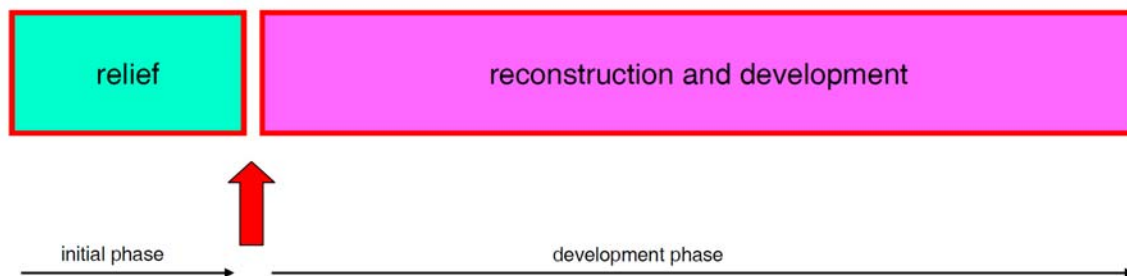 relief
reconstruction and development
initial phase
development phase